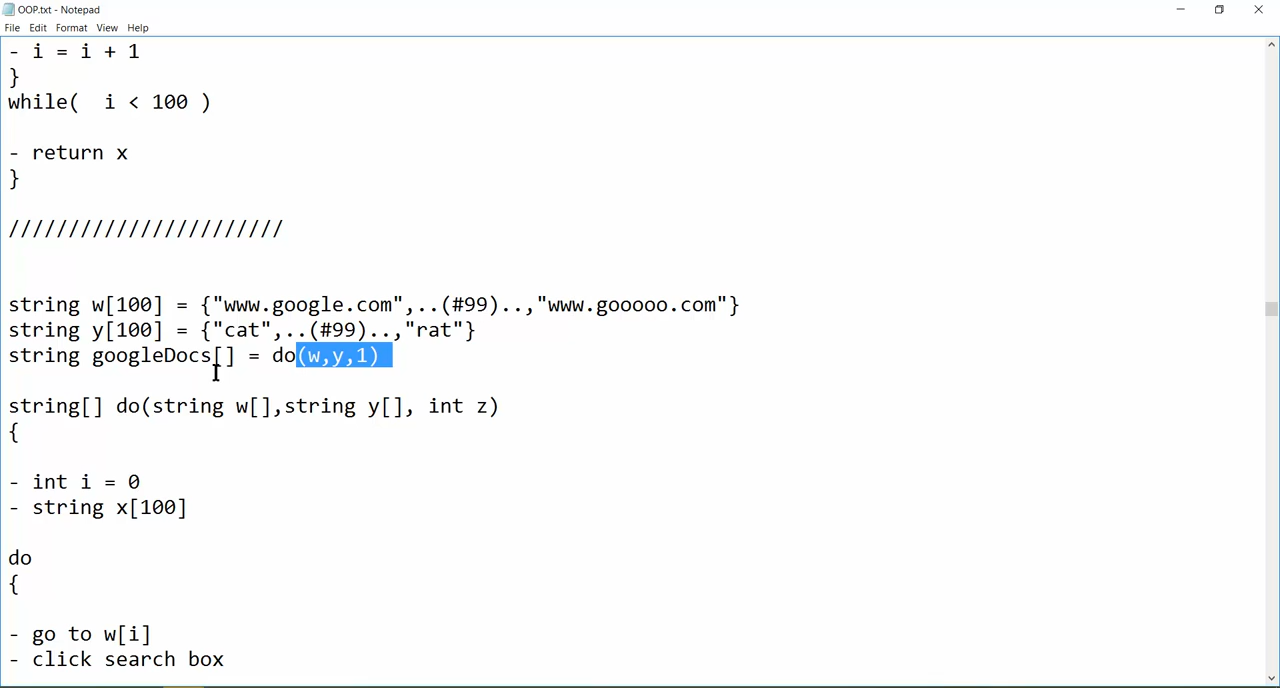 OOP.txt - Notepad
File Edit Format View Help
- i = i + 1
}
while(  i < 100 )
- return x
}
///////////////////////
string w[100] = {"www.google.com",..(#99)..,"www.gooooo.com"}
string y[100] = {"cat",..(#99)..,"rat"}
string googleDocs[] = do(w,y,1)
string[] do(string w[],string y[], int z)
{
- int i = 0
- string x[100]
do
{
- go to w[i]
- click search box